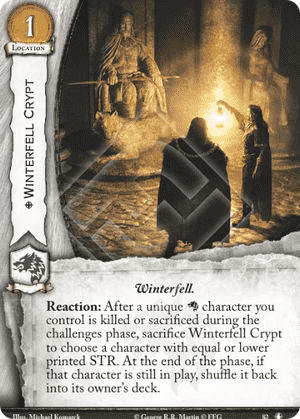 1
LOCATION
WINTERFELL CRYPT
Winterfell.
Reaction: After a unique character you
control is killed or sacrificed during the
challenges phase, sacrifice Winterfell Crypt
to choose a character with equal or lower
printed STR. At the end of the phase, if
that character is still in play, shuffle it back
into its owner's deck.
Illus. Michael Komarck
© George R.R. Martin © FFG
82